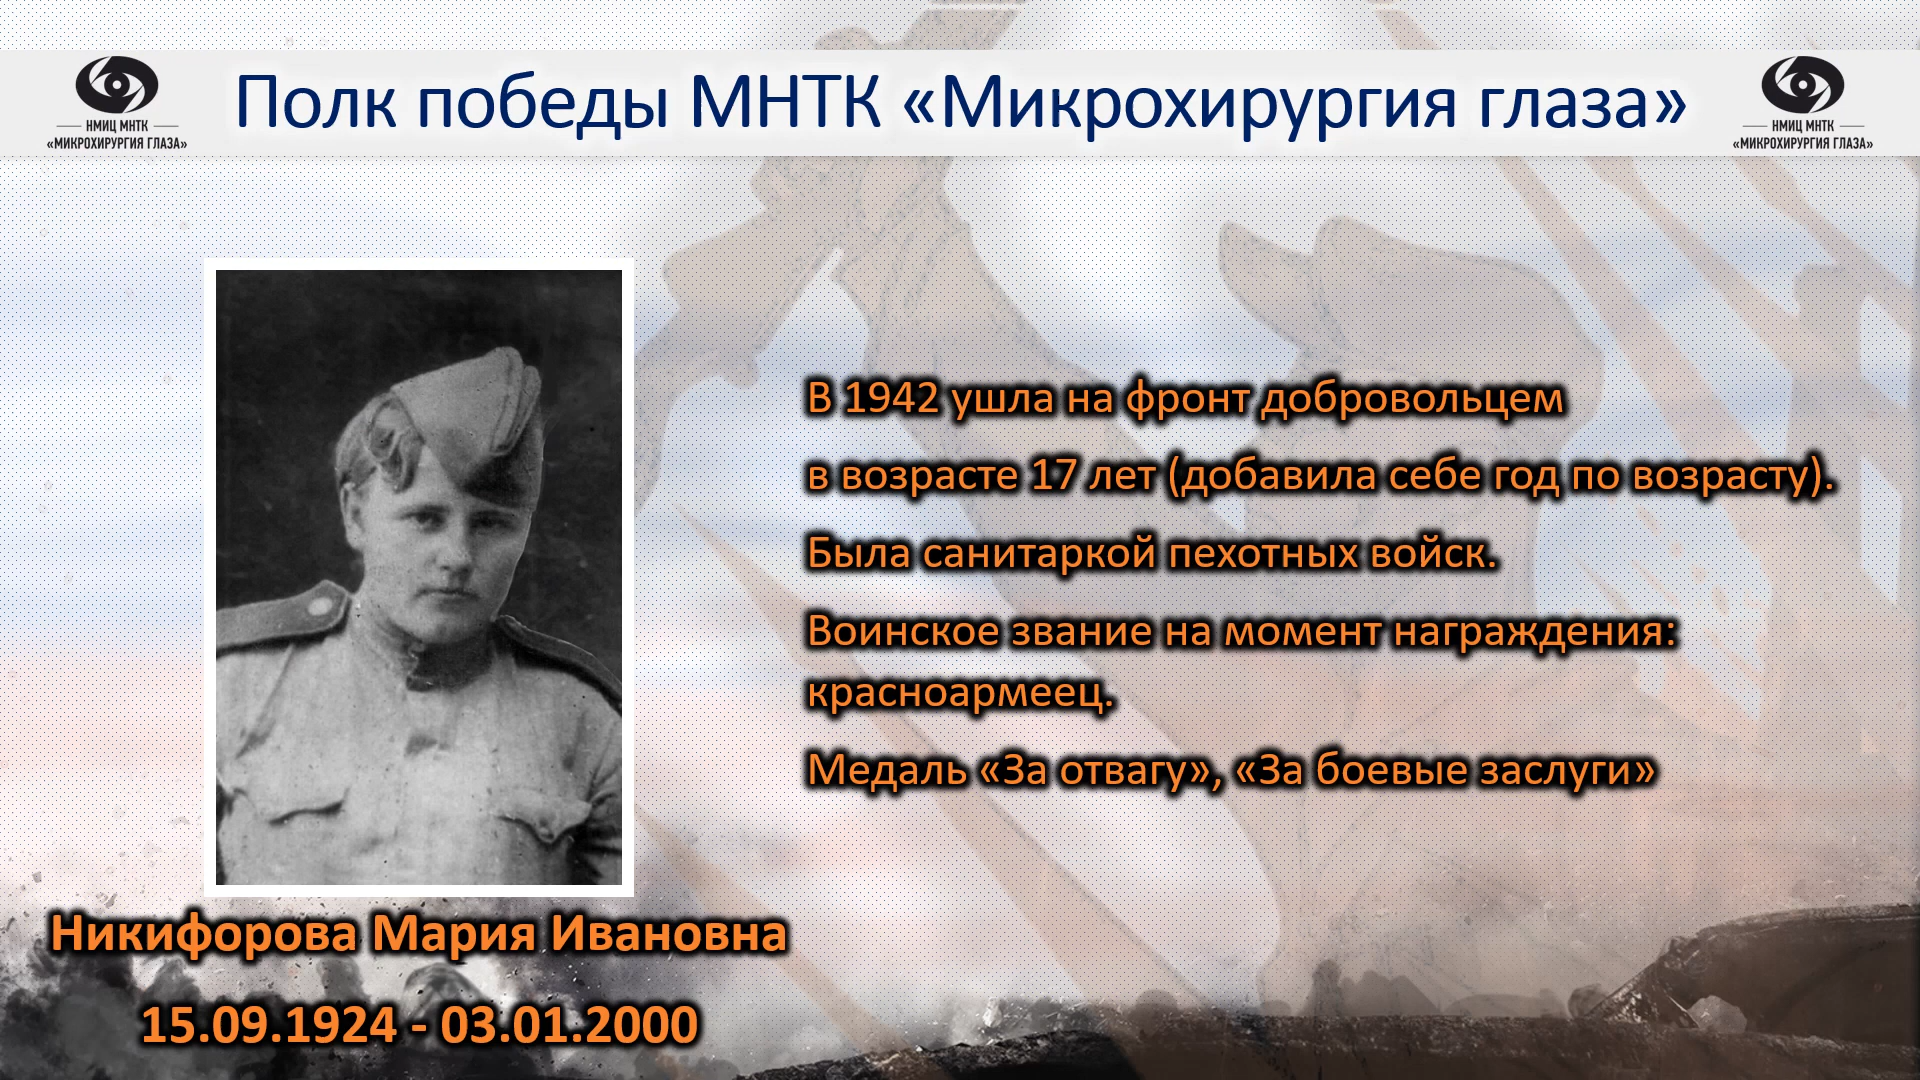 Полк победы МНТК «Микрохирургия глаза»
НМИЦ МНТК
«МИКРОХИРУРГИЯ ГЛАЗА»
НМИЦ МНТК
«МИКРОХИРУРГИЯ ГЛАЗА»
В 1942 ушла на фронт добровольцем
в возрасте 17 лет (добавила себе год по возрасту).
Была санитаркой пехотных войск.
Воинское звание на момент награждения:
красноармеец.
Медаль «За отвагу», «За боевые заслуги»
Никифорова Мария Ивановна
15.09.1924 - 03.01.2000